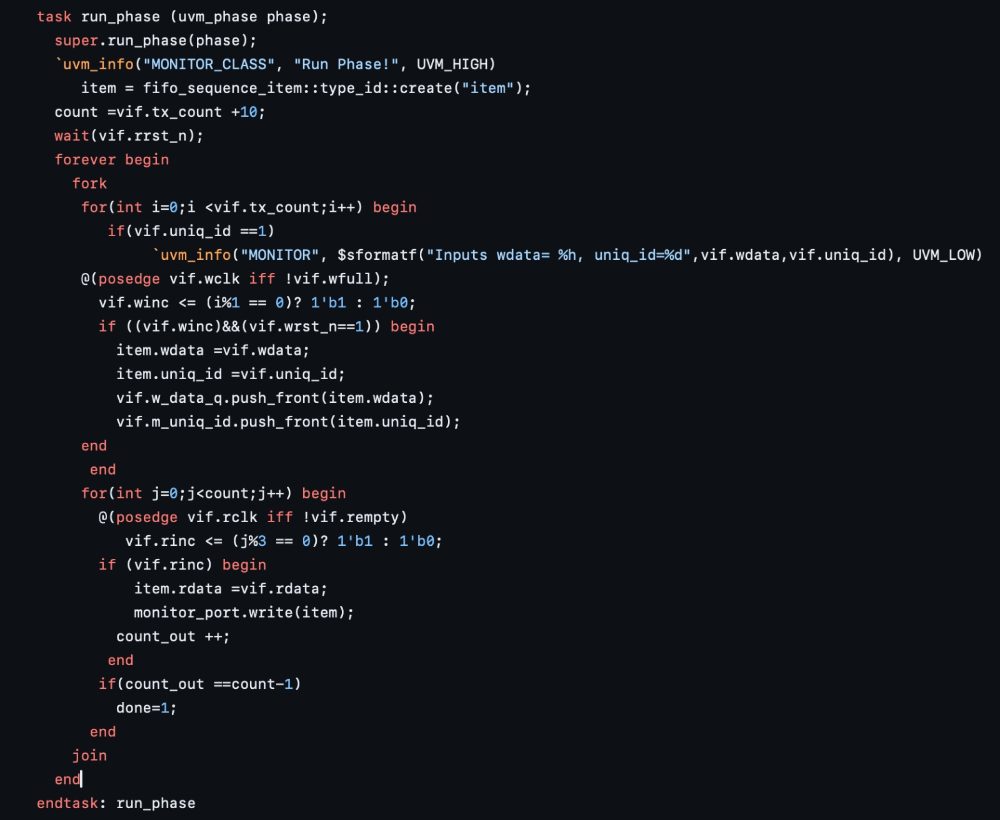 task run_phase (uvm_phase phase);
super.run_phase(phase);
`uvm_info("MONITOR_CLASS", "Run Phase!", UVM_HIGH)
item = fifo_sequence_item::type_id::create("item");
count =vif.tx_count +10;
wait(vif.rrst_n);
forever begin
fork
for(int i=0;i <vif.tx_count;i++) begin
if(vif.uniq_id ==1)
`uvm_info("MONITOR", $sformatf("Inputs wdata= %h, uniq_id=%d",vif.wdata,vif.uniq_id), UVM_LOW)
@(posedge vif.wclk iff !vif.wfull);
vif.winc <= (i%1 == 0)? 1'b1 : 1'b0;
if ((vif.winc)&&(vif.wrst_n==1)) begin
item.wdata =vif.wdata;
item.uniq_id =vif.uniq_id;
vif.w_data_q.push_front(item.wdata);
vif.m_uniq_id.push_front(item.uniq_id);
end
end
for(int j=0;j<count;j++) begin
@(posedge vif.rclk iff !vif.rempty)
vif.rinc <= (j%3 == 0)? 1'b1 : 1'b0;
if (vif.rinc) begin
item.rdata =vif.rdata;
monitor_port.write(item);
count_out ++;
end
if(count_out ==count-1)
done=1;
end
join
end
endtask: run_phase